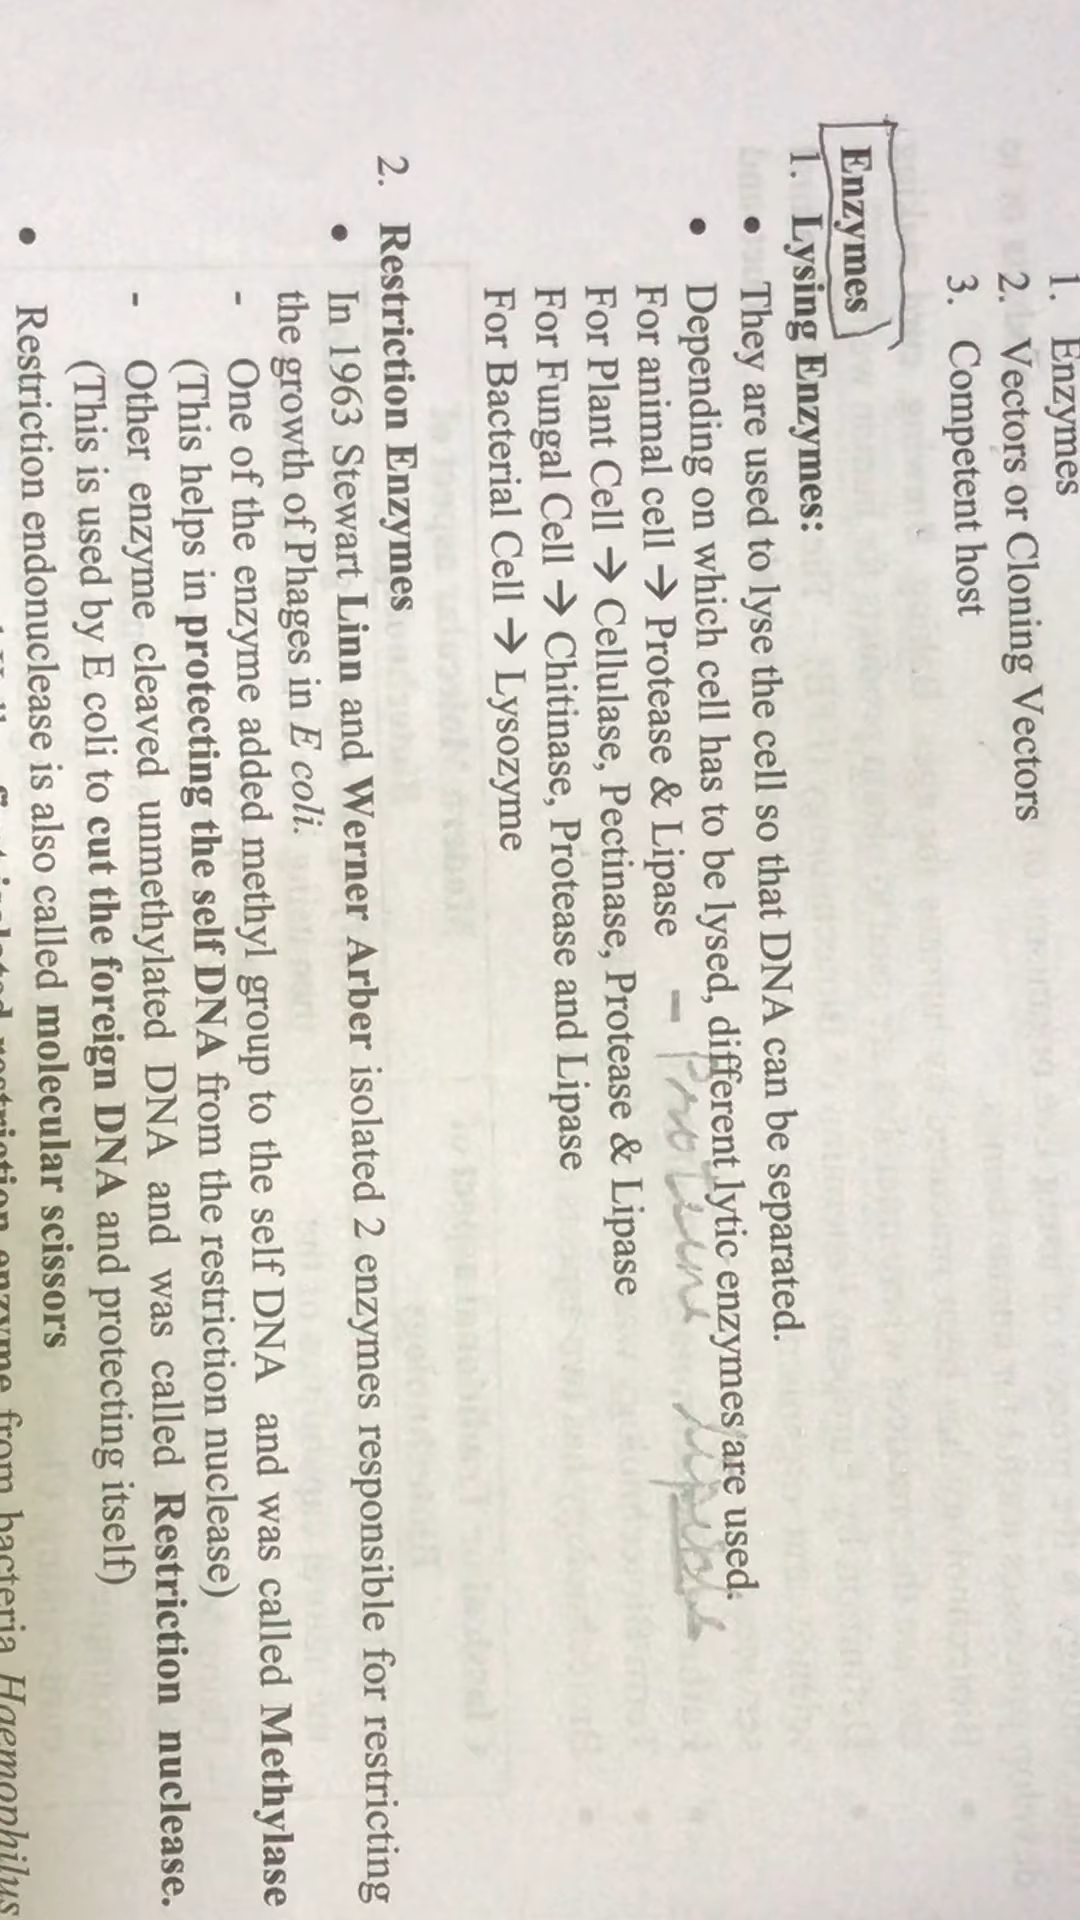 1. Enzymes
2. Vectors or Cloning Vectors
3. Competent host
Enzymes
1. Lysing Enzymes:
• They are used to lyse the cell so that DNA can be separated.
• Depending on which cell has to be lysed, different lytic enzymes are used.
For animal cell → Protease & Lipase
For Plant Cell → Cellulase, Pectinase, Protease & Lipase
For Fungal Cell → Chitinase, Protease and Lipase
For Bacterial Cell → Lysozyme
2. Restriction Enzymes
• In 1963 Stewart Linn and Werner Arber isolated 2 enzymes responsible for restricting
the growth of Phages in E coli.
- One of the enzyme added methyl group to the self DNA and was called Methylase
(This helps in protecting the self DNA from the restriction nuclease)
- Other enzyme cleaved unmethylated DNA and was called Restriction nuclease.
(This is used by E coli to cut the foreign DNA and protecting itself)
• Restriction endonuclease is also called molecular scissors
restriction enzyme from bacteria Haemophilus